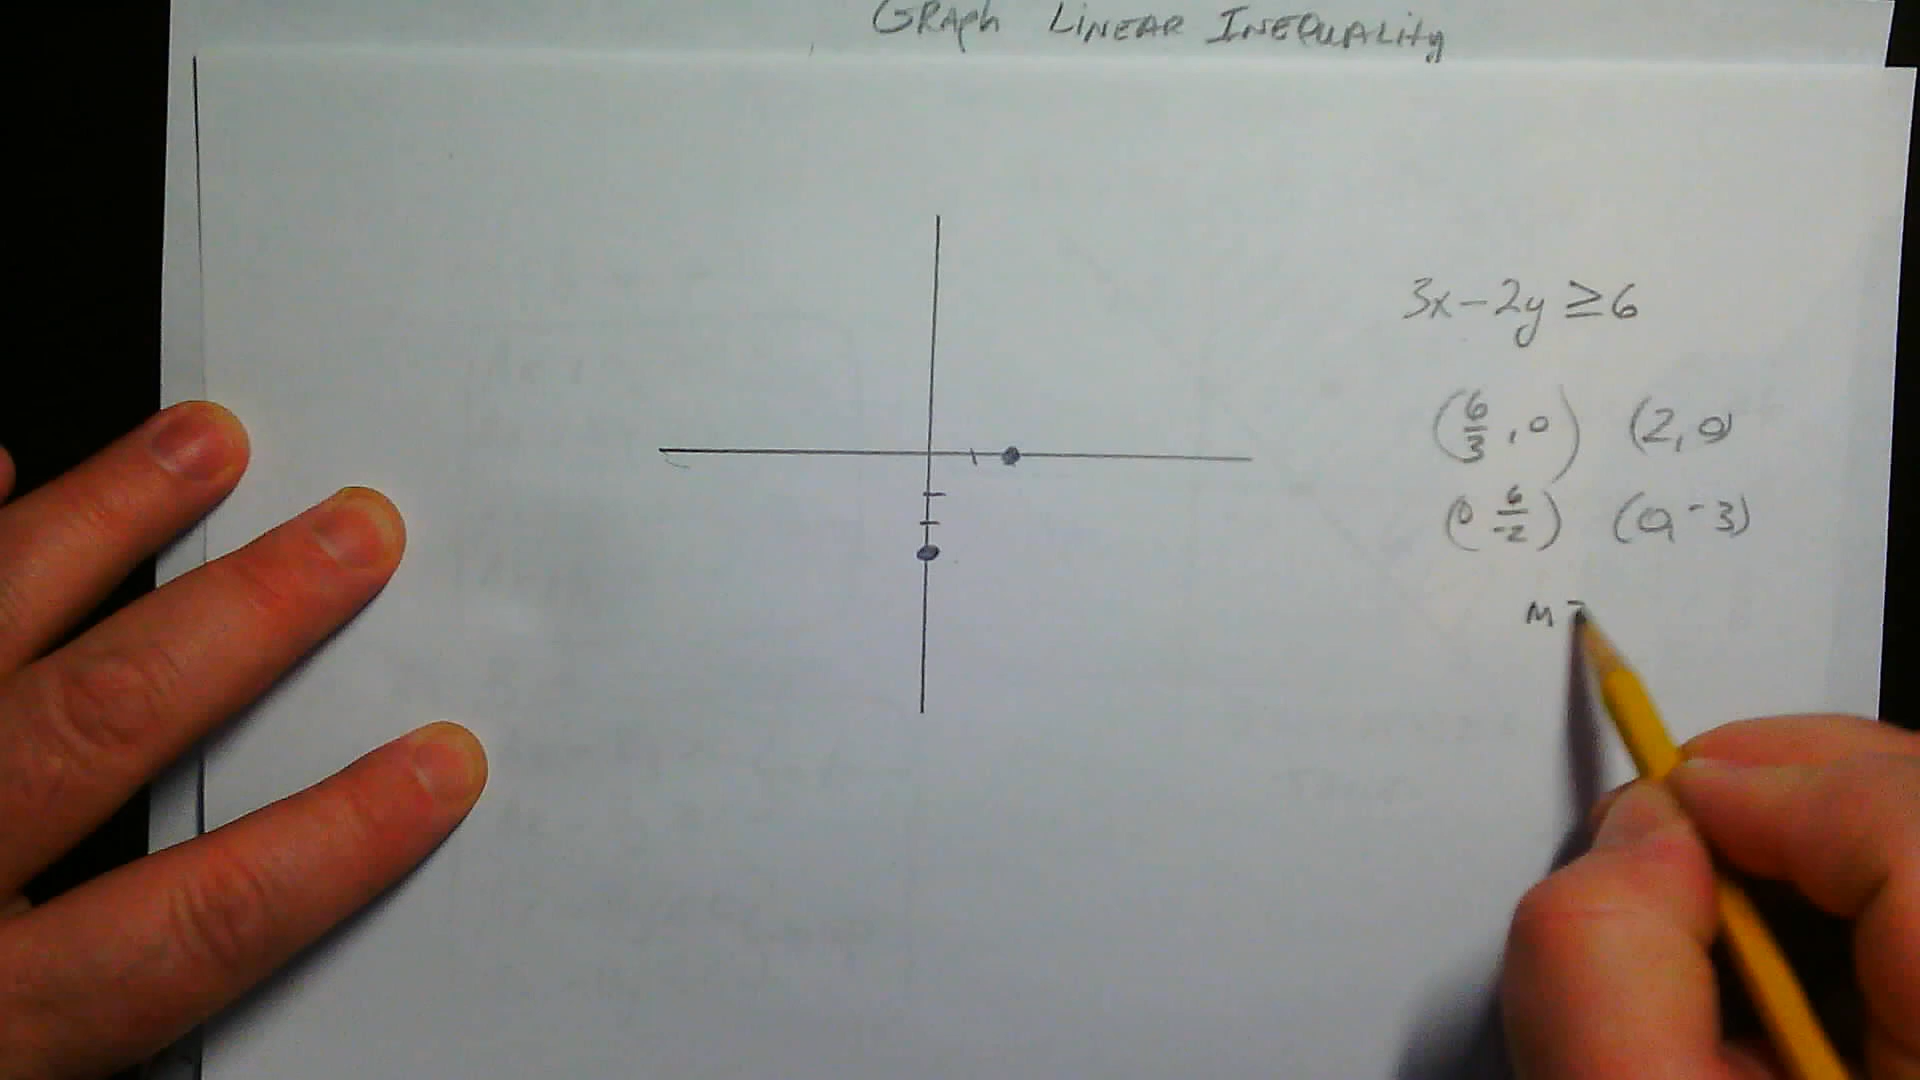 GRAph LINEAR INEQUALity
3x-2y ≥6
(6/3, 0) (2, 0)
(0 6/-2) (0, -3)
M =